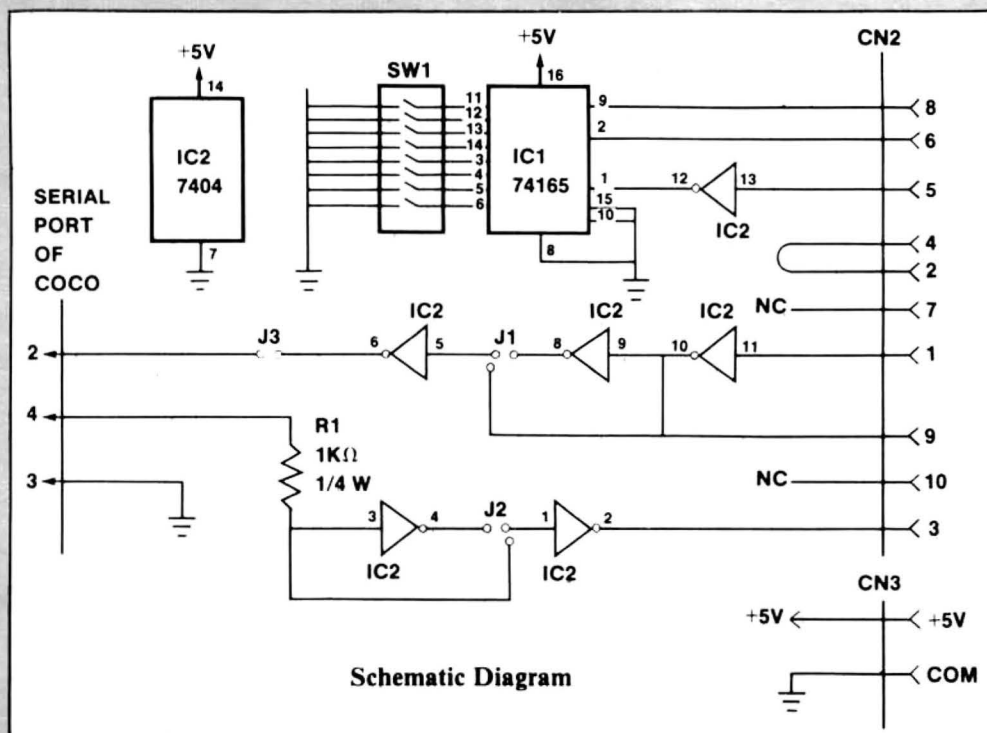 +5V
14
IC2
7404
7
SW1
11
12
13
14
3
4
5
6
+5V
16
IC1
74165
9
2
1
15
10
8
12
13
IC2
CN2
8
6
5
4
2
NC
7
1
9
NC
10
3
SERIAL
PORT
OF
COCO
2
4
3
J3
IC2
6
5
J1
IC2
8
9
IC2
10
11
R1
1KΩ
1/4 W
3
4
IC2
J2
1
2
IC2
CN3
+5V
+5V
COM
Schematic Diagram